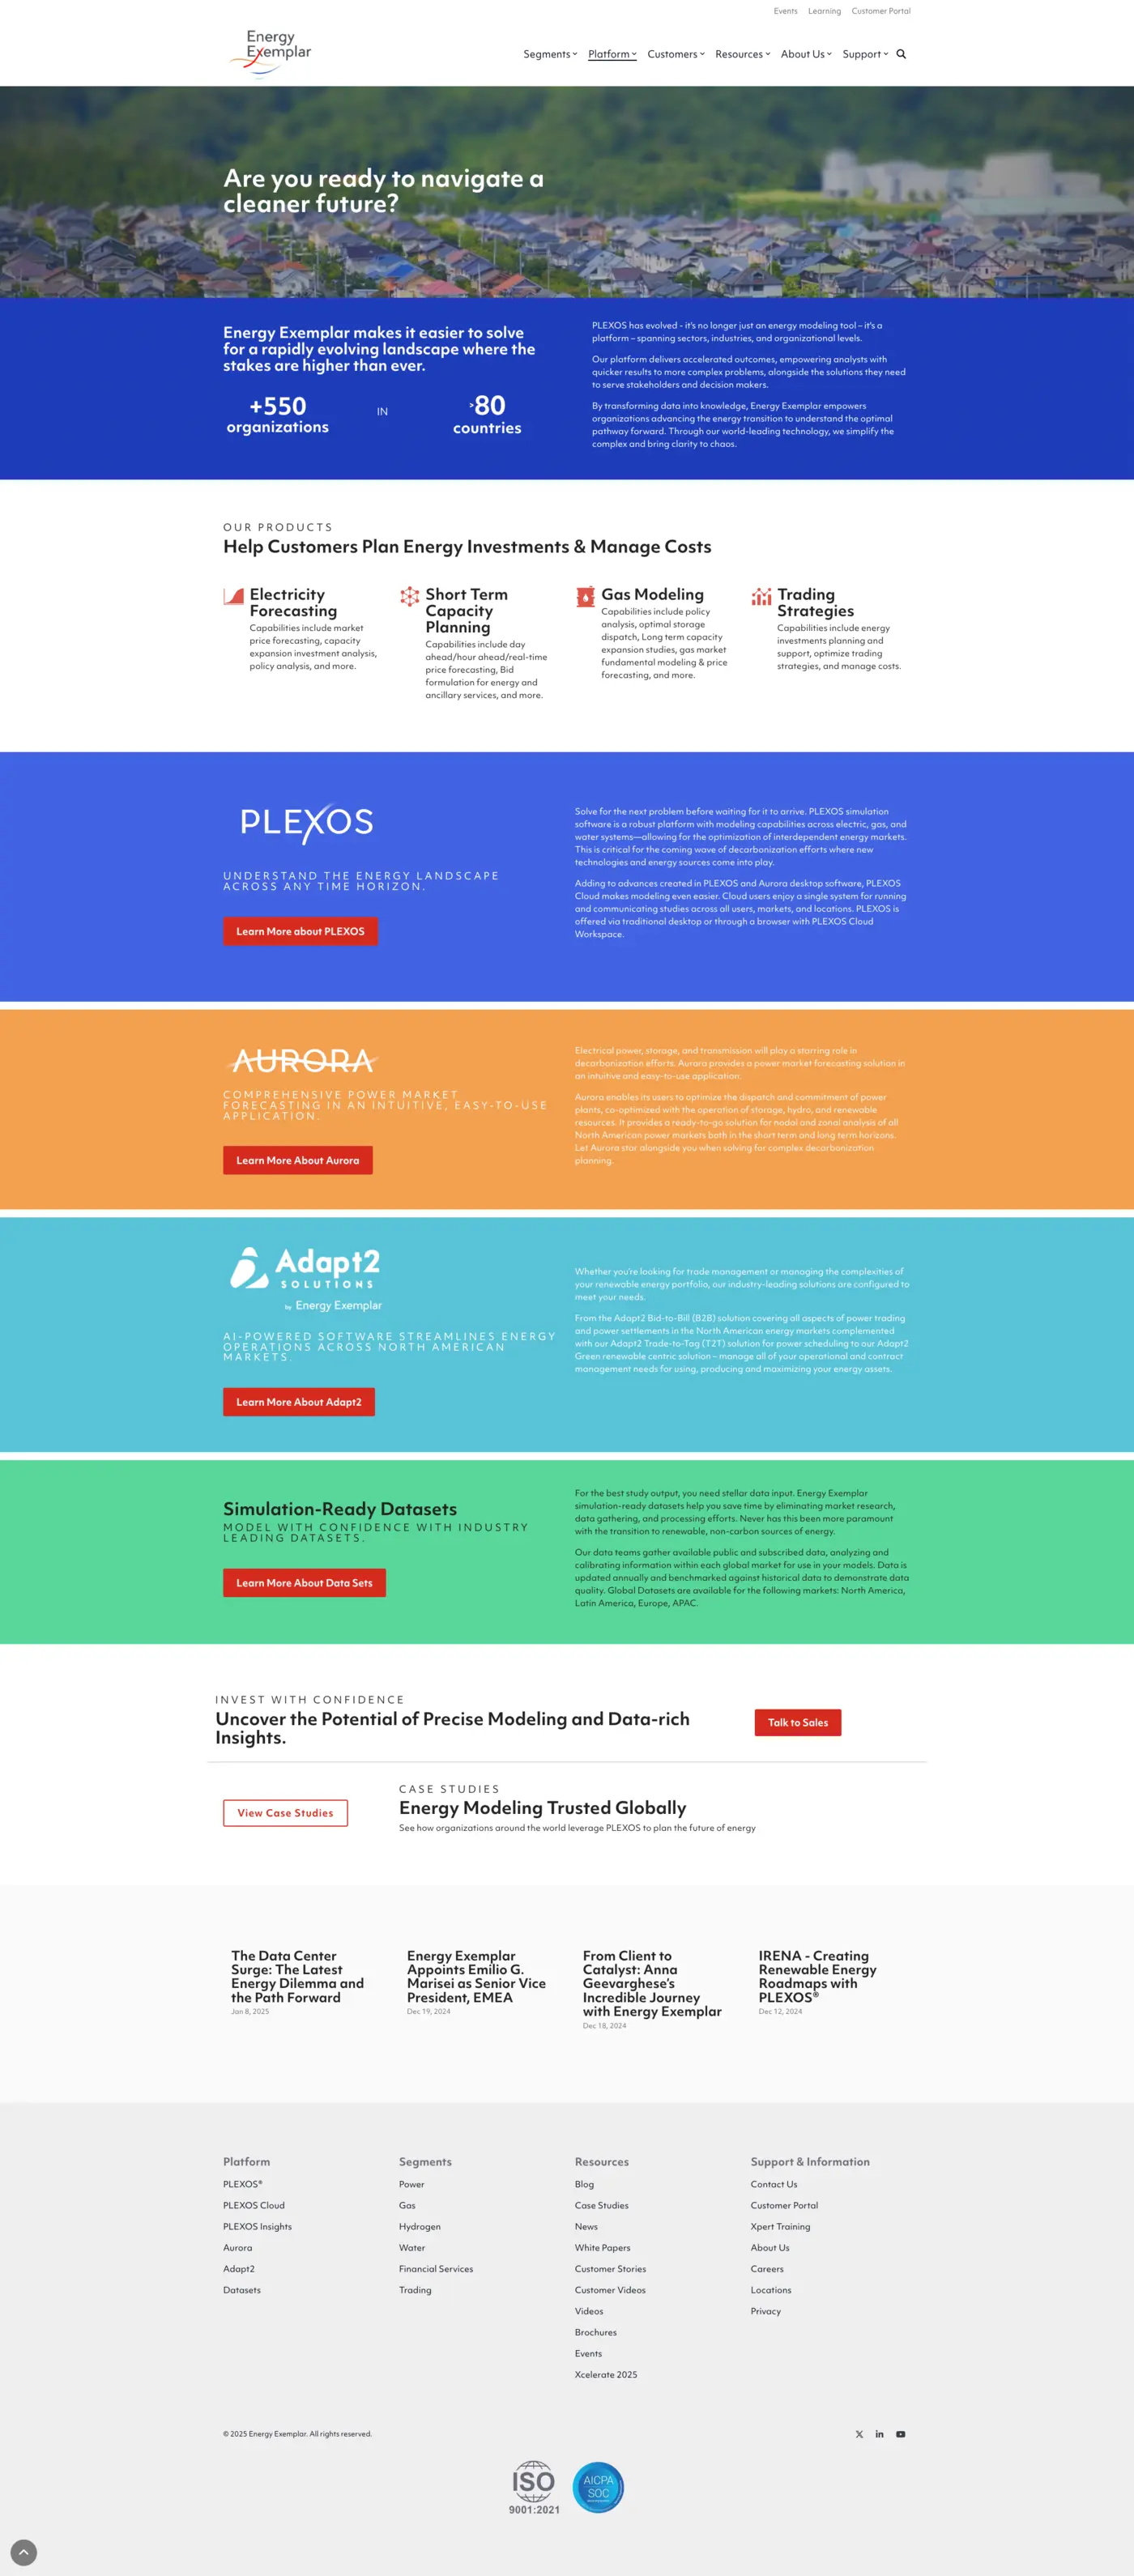 Events Learning Customer Portal
Energy
Exemplar
Segments Platform Customers Resources About Us Support
Are you ready to navigate a
cleaner future?
Energy Exemplar makes it easier to solve
for a rapidly evolving landscape where the
stakes are higher than ever.
+550
organizations
IN
>80
countries
PLEXOS has evolved - it's no longer just an energy modeling tool – it's a
platform – spanning sectors, industries, and organizational levels.
Our platform delivers accelerated outcomes, empowering analysts with
quicker results to more complex problems, alongside the solutions they need
to serve stakeholders and decision makers.
By transforming data into knowledge, Energy Exemplar empowers
organizations advancing the energy transition to understand the optimal
pathway forward. Through our world-leading technology, we simplify the
complex and bring clarity to chaos.
OUR PRODUCTS
Help Customers Plan Energy Investments & Manage Costs
Electricity
Forecasting
Capabilities include market
price forecasting, capacity
expansion investment analysis,
policy analysis, and more.
Short Term
Capacity
Planning
Capabilities include day
ahead/hour ahead/real-time
price forecasting, Bid
formulation for energy and
ancillary services, and more.
Gas Modeling
Capabilities include policy
analysis, optimal storage
dispatch, Long term capacity
expansion studies, gas market
fundamental modeling & price
forecasting, and more.
Trading
Strategies
Capabilities include energy
investments planning and
support, optimize trading
strategies, and manage costs.
PLEXOS
UNDERSTAND THE ENERGY LANDSCAPE
ACROSS ANY TIME HORIZON.
Learn More about PLEXOS
Solve for the next problem before waiting for it to arrive. PLEXOS simulation
software is a robust platform with modeling capabilities across electric, gas, and
water systems—allowing for the optimization of interdependent energy markets.
This is critical for the coming wave of decarbonization efforts where new
technologies and energy sources come into play.
Adding to advances created in PLEXOS and Aurora desktop software, PLEXOS
Cloud makes modeling even easier. Cloud users enjoy a single system for running
and communicating studies across all users, markets, and locations. PLEXOS is
offered via traditional desktop or through a browser with PLEXOS Cloud
Workspace.
AURORA
COMPREHENSIVE POWER MARKET
FORECASTING IN AN INTUITIVE, EASY-TO-USE
APPLICATION.
Learn More About Aurora
Electrical power, storage, and transmission will play a starring role in
decarbonization efforts. Aurora provides a power market forecasting solution in
an intuitive and easy-to-use application.
Aurora enables its users to optimize the dispatch and commitment of power
plants, co-optimized with the operation of storage, hydro, and renewable
resources. It provides a ready-to-go solution for nodal and zonal analysis of all
North American power markets both in the short term and long term horizons.
Let Aurora star alongside you when solving for complex decarbonization
planning.
Adapt2
SOLUTIONS
by Energy Exemplar
AI-POWERED SOFTWARE STREAMLINES ENERGY
OPERATIONS ACROSS NORTH AMERICAN
MARKETS.
Learn More About Adapt2
Whether you're looking for trade management or managing the complexities of
your renewable energy portfolio, our industry-leading solutions are configured to
meet your needs.
From the Adapt2 Bid-to-Bill (B2B) solution covering all aspects of power trading
and power settlements in the North American energy markets complemented
with our Adapt2 Trade-to-Tag (T2T) solution for power scheduling to our Adapt2
Green renewable centric solution – manage all of your operational and contract
management needs for using, producing and maximizing your energy assets.
Simulation-Ready Datasets
MODEL WITH CONFIDENCE WITH INDUSTRY
LEADING DATASETS.
Learn More About Data Sets
For the best study output, you need stellar data input. Energy Exemplar
simulation-ready datasets help you save time by eliminating market research,
data gathering, and processing efforts. Never has this been more paramount
with the transition to renewable, non-carbon sources of energy.
Our data teams gather available public and subscribed data, analyzing and
calibrating information within each global market for use in your models. Data is
updated annually and benchmarked against historical data to demonstrate data
quality. Global Datasets are available for the following markets: North America,
Latin America, Europe, APAC.
INVEST WITH CONFIDENCE
Uncover the Potential of Precise Modeling and Data-rich
Insights.
Talk to Sales
View Case Studies
CASE STUDIES
Energy Modeling Trusted Globally
See how organizations around the world leverage PLEXOS to plan the future of energy
The Data Center
Surge: The Latest
Energy Dilemma and
the Path Forward
Jan 8, 2025
Energy Exemplar
Appoints Emilio G.
Marisei as Senior Vice
President, EMEA
Dec 19, 2024
From Client to
Catalyst: Anna
Geevarghese's
Incredible Journey
with Energy Exemplar
Dec 18, 2024
IRENA - Creating
Renewable Energy
Roadmaps with
PLEXOS®
Dec 12, 2024
Platform
PLEXOS®
PLEXOS Cloud
PLEXOS Insights
Aurora
Adapt2
Datasets
Segments
Power
Gas
Hydrogen
Water
Financial Services
Trading
Resources
Blog
Case Studies
News
White Papers
Customer Stories
Customer Videos
Videos
Brochures
Events
Xcelerate 2025
Support & Information
Contact Us
Customer Portal
Xpert Training
About Us
Careers
Locations
Privacy
© 2025 Energy Exemplar. All rights reserved.
ISO
9001:2021
AICPA
SOC